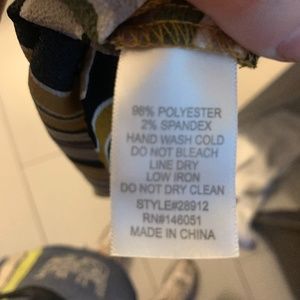 98% POLYESTER
2% SPANDEX
HAND WASH COLD
DO NOT BLEACH
LINE DRY
LOW IRON
DO NOT DRY CLEAN
STYLE#28912
RN#146051
MADE IN CHINA